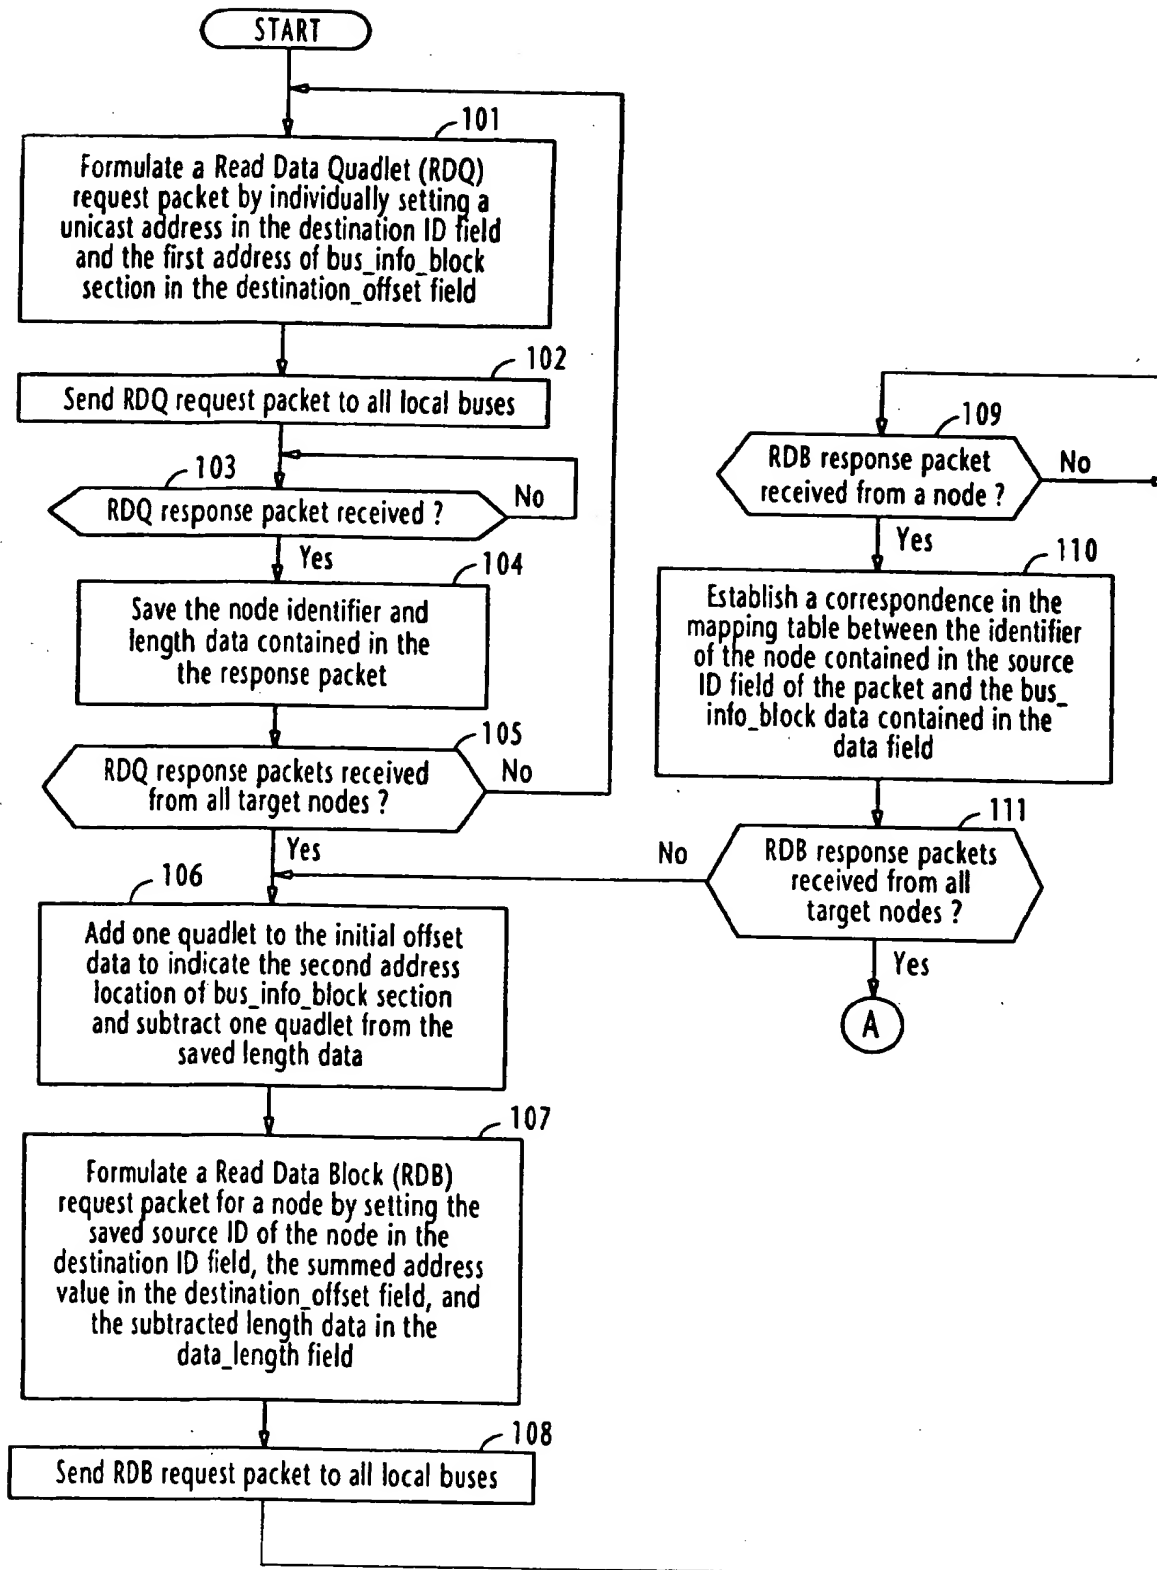 START
101
Formulate a Read Data Quadlet (RDQ)
request packet by individually setting a
unicast address in the destination ID field
and the first address of bus_info_block
section in the destination_offset field
102
Send RDQ request packet to all local buses
103
RDQ response packet received ?
No
Yes
104
Save the node identifier and
length data contained in the
the response packet
105
RDQ response packets received
from all target nodes ?
No
Yes
106
Add one quadlet to the initial offset
data to indicate the second address
location of bus_info_block section
and subtract one quadlet from the
saved length data
107
Formulate a Read Data Block (RDB)
request packet for a node by setting the
saved source ID of the node in the
destination ID field, the summed address
value in the destination_offset field, and
the subtracted length data in the
data_length field
108
Send RDB request packet to all local buses
109
RDB response packet
received from a node ?
No
Yes
110
Establish a correspondence in the
mapping table between the identifier
of the node contained in the source
ID field of the packet and the bus_
info_block data contained in the
data field
111
RDB response packets
received from all
target nodes ?
No
Yes
A